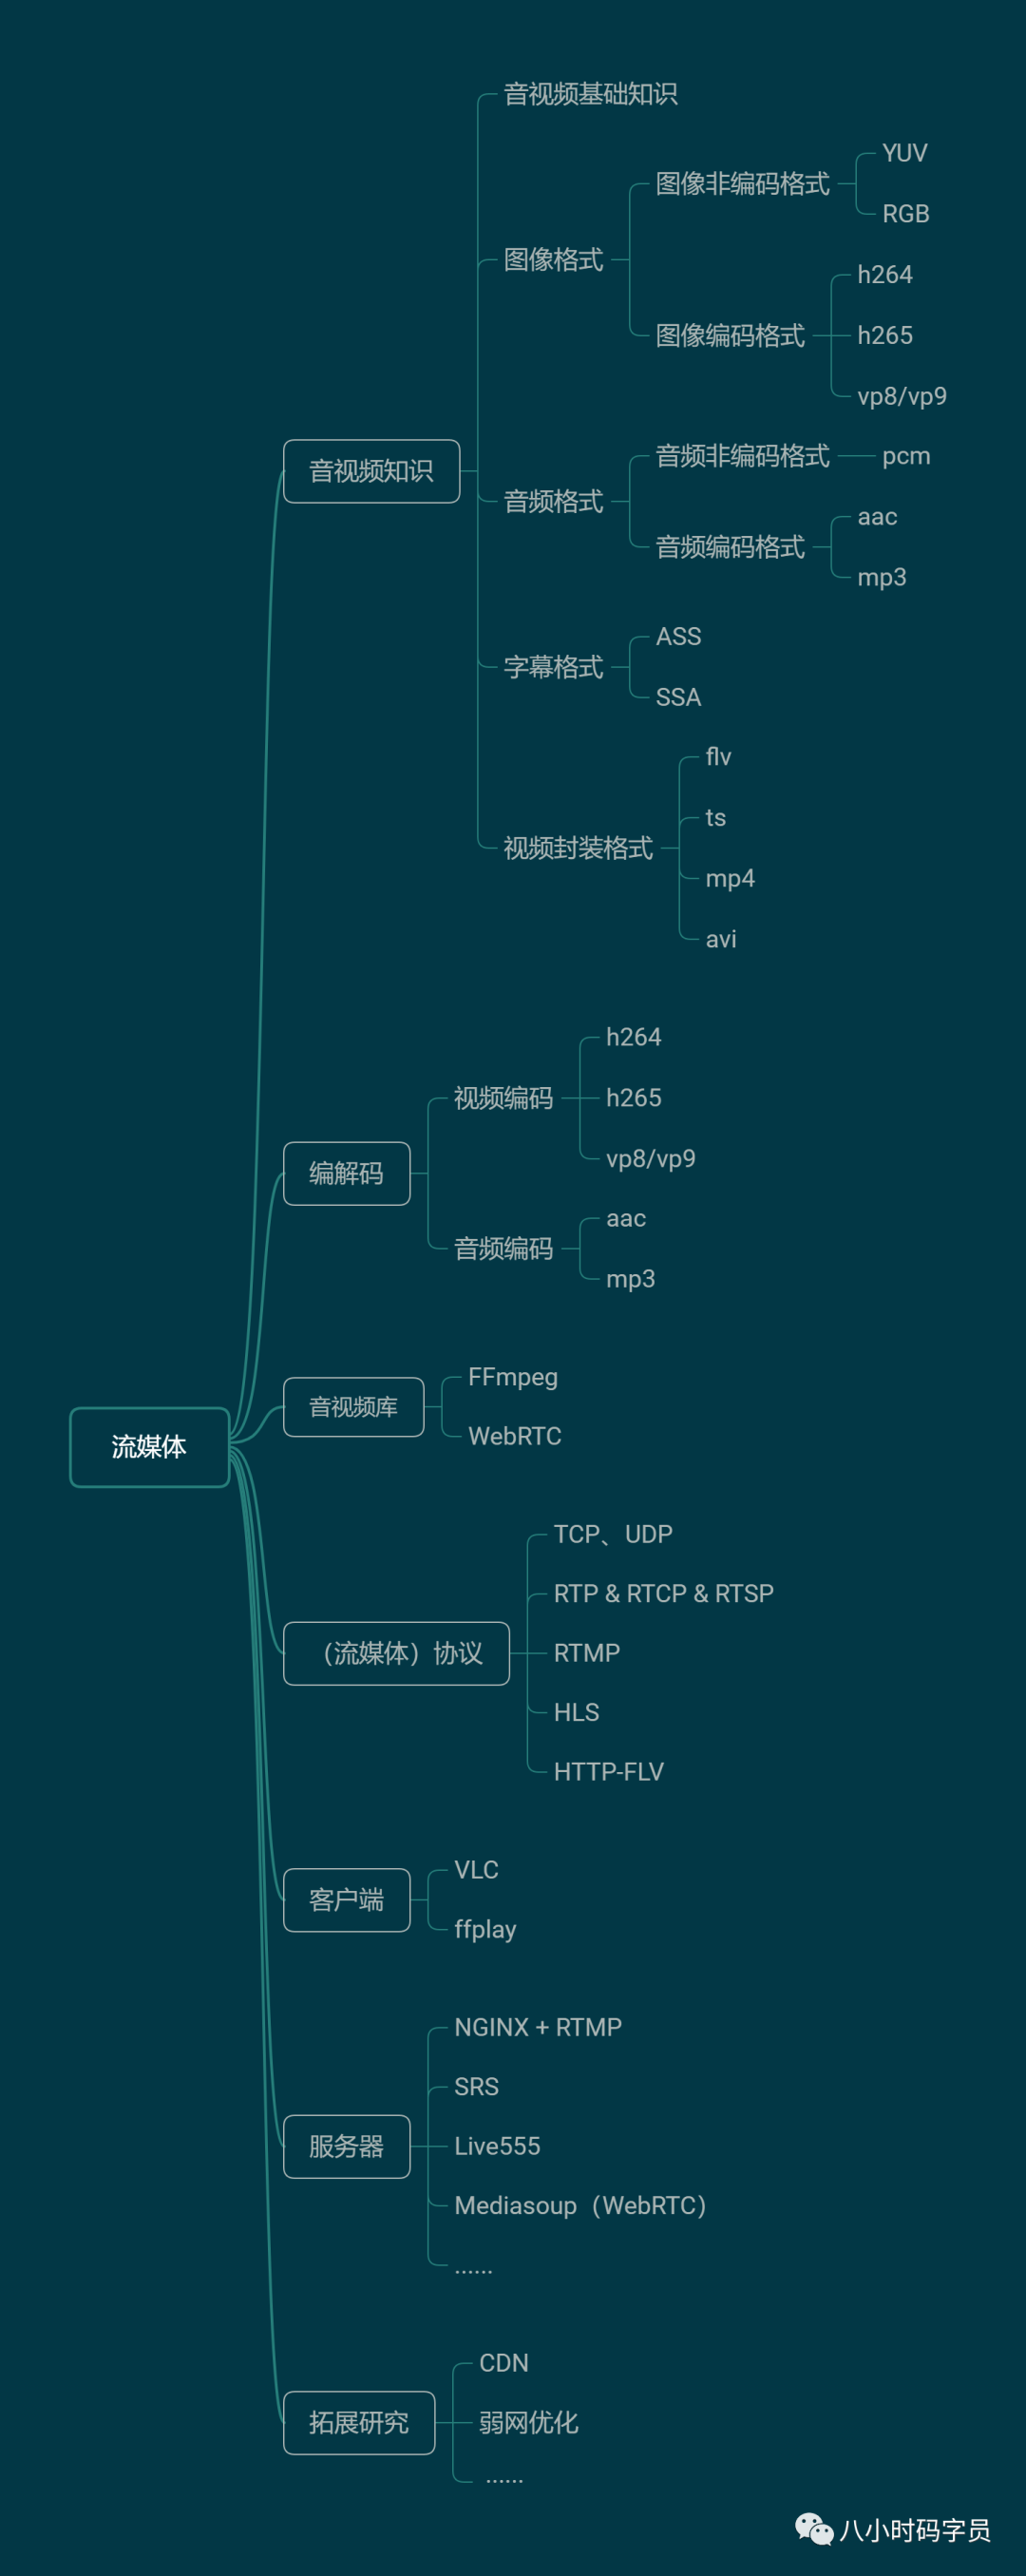 流媒体
音视频知识
音视频基础知识
图像格式
图像非编码格式
YUV
RGB
图像编码格式
h264
h265
vp8/vp9
音频格式
音频非编码格式
pcm
音频编码格式
aac
mp3
字幕格式
ASS
SSA
视频封装格式
flv
ts
mp4
avi
编解码
视频编码
h264
h265
vp8/vp9
音频编码
aac
mp3
音视频库
FFmpeg
WebRTC
（流媒体）协议
TCP、UDP
RTP & RTCP & RTSP
RTMP
HLS
HTTP-FLV
客户端
VLC
ffplay
服务器
NGINX + RTMP
SRS
Live555
Mediasoup（WebRTC）
......
拓展研究
CDN
弱网优化
......
八小时码字员